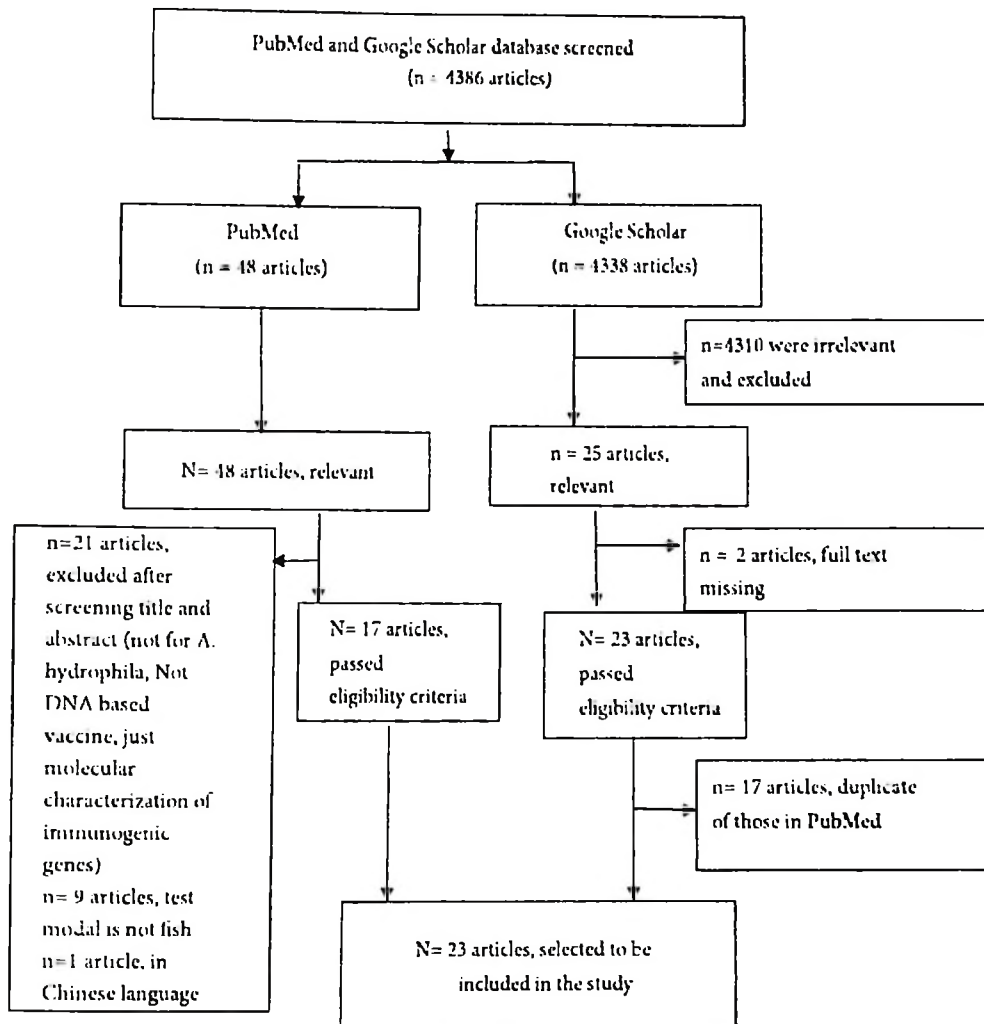 PubMed and Google Scholar database screened
(n = 4386 articles)
PubMed
(n = 48 articles)
Google Scholar
(n = 4338 articles)
n=4310 were irrelevant
and excluded
N= 48 articles, relevant
n = 25 articles,
relevant
n=21 articles,
excluded after
screening title and
abstract (not for A.
hydrophila, Not
DNA based
vaccine, just
molecular
characterization of
immunogenic
genes)
n= 9 articles, test
modal is not fish
n=1 article, in
Chinese language
n = 2 articles, full text
missing
N= 17 articles,
passed
eligibility criteria
N= 23 articles,
passed
eligibility criteria
n= 17 articles, duplicate
of those in PubMed
N= 23 articles, selected to be
included in the study